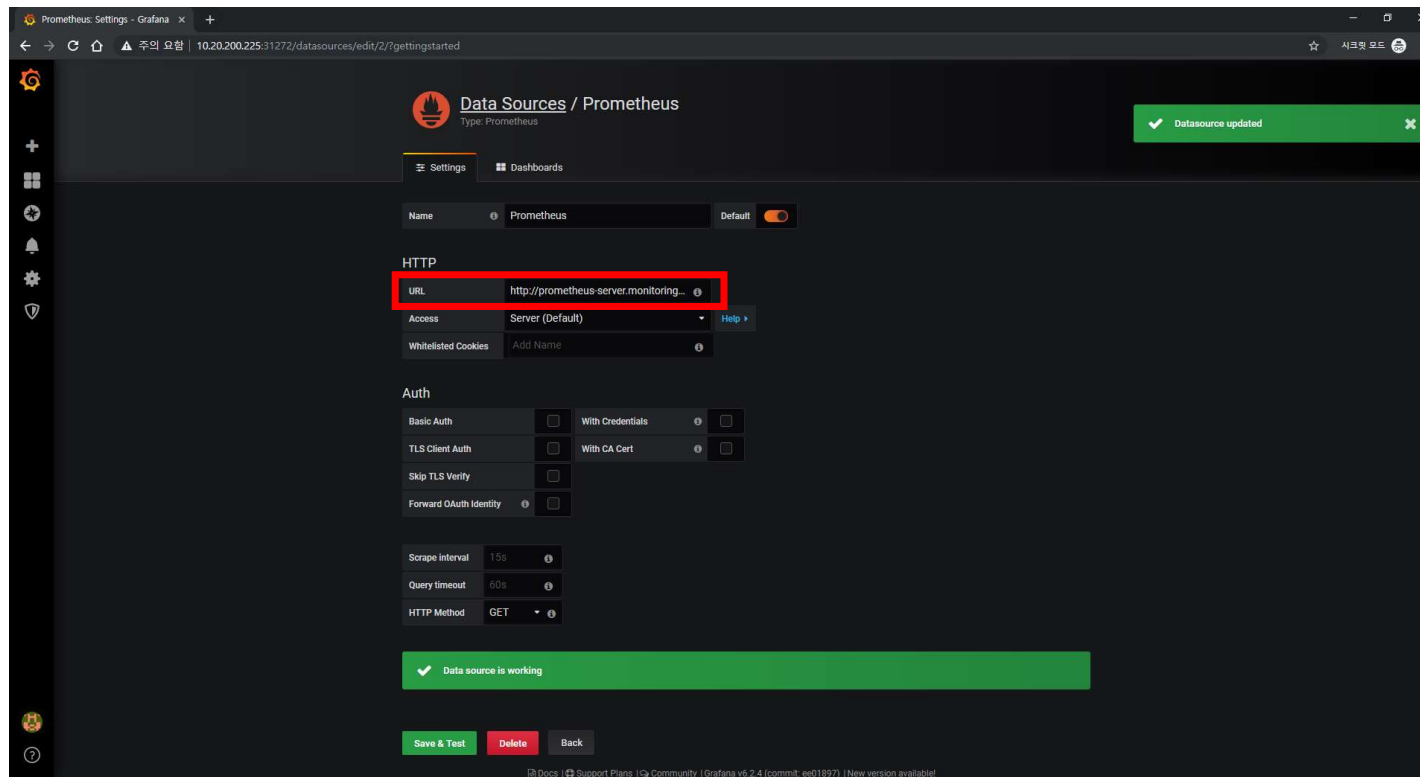 Prometheus: Settings - Grafana
주의 요함 10.20.200.225:31272/datasources/edit/2/?gettingstarted
시크릿 모드
Data Sources / Prometheus
Type: Prometheus
Datasource updated
Settings Dashboards
Name Prometheus Default
HTTP
URL http://prometheus-server.monitoring...
Access Server (Default) Help
Whitelisted Cookies Add Name
Auth
Basic Auth With Credentials
TLS Client Auth With CA Cert
Skip TLS Verify
Forward OAuth Identity
Scrape interval 15s
Query timeout 60s
HTTP Method GET
Data source is working
Save & Test Delete Back
Docs | Support Plans | Community | Grafana v6.2.4 (commit: ee01897) | New version available!